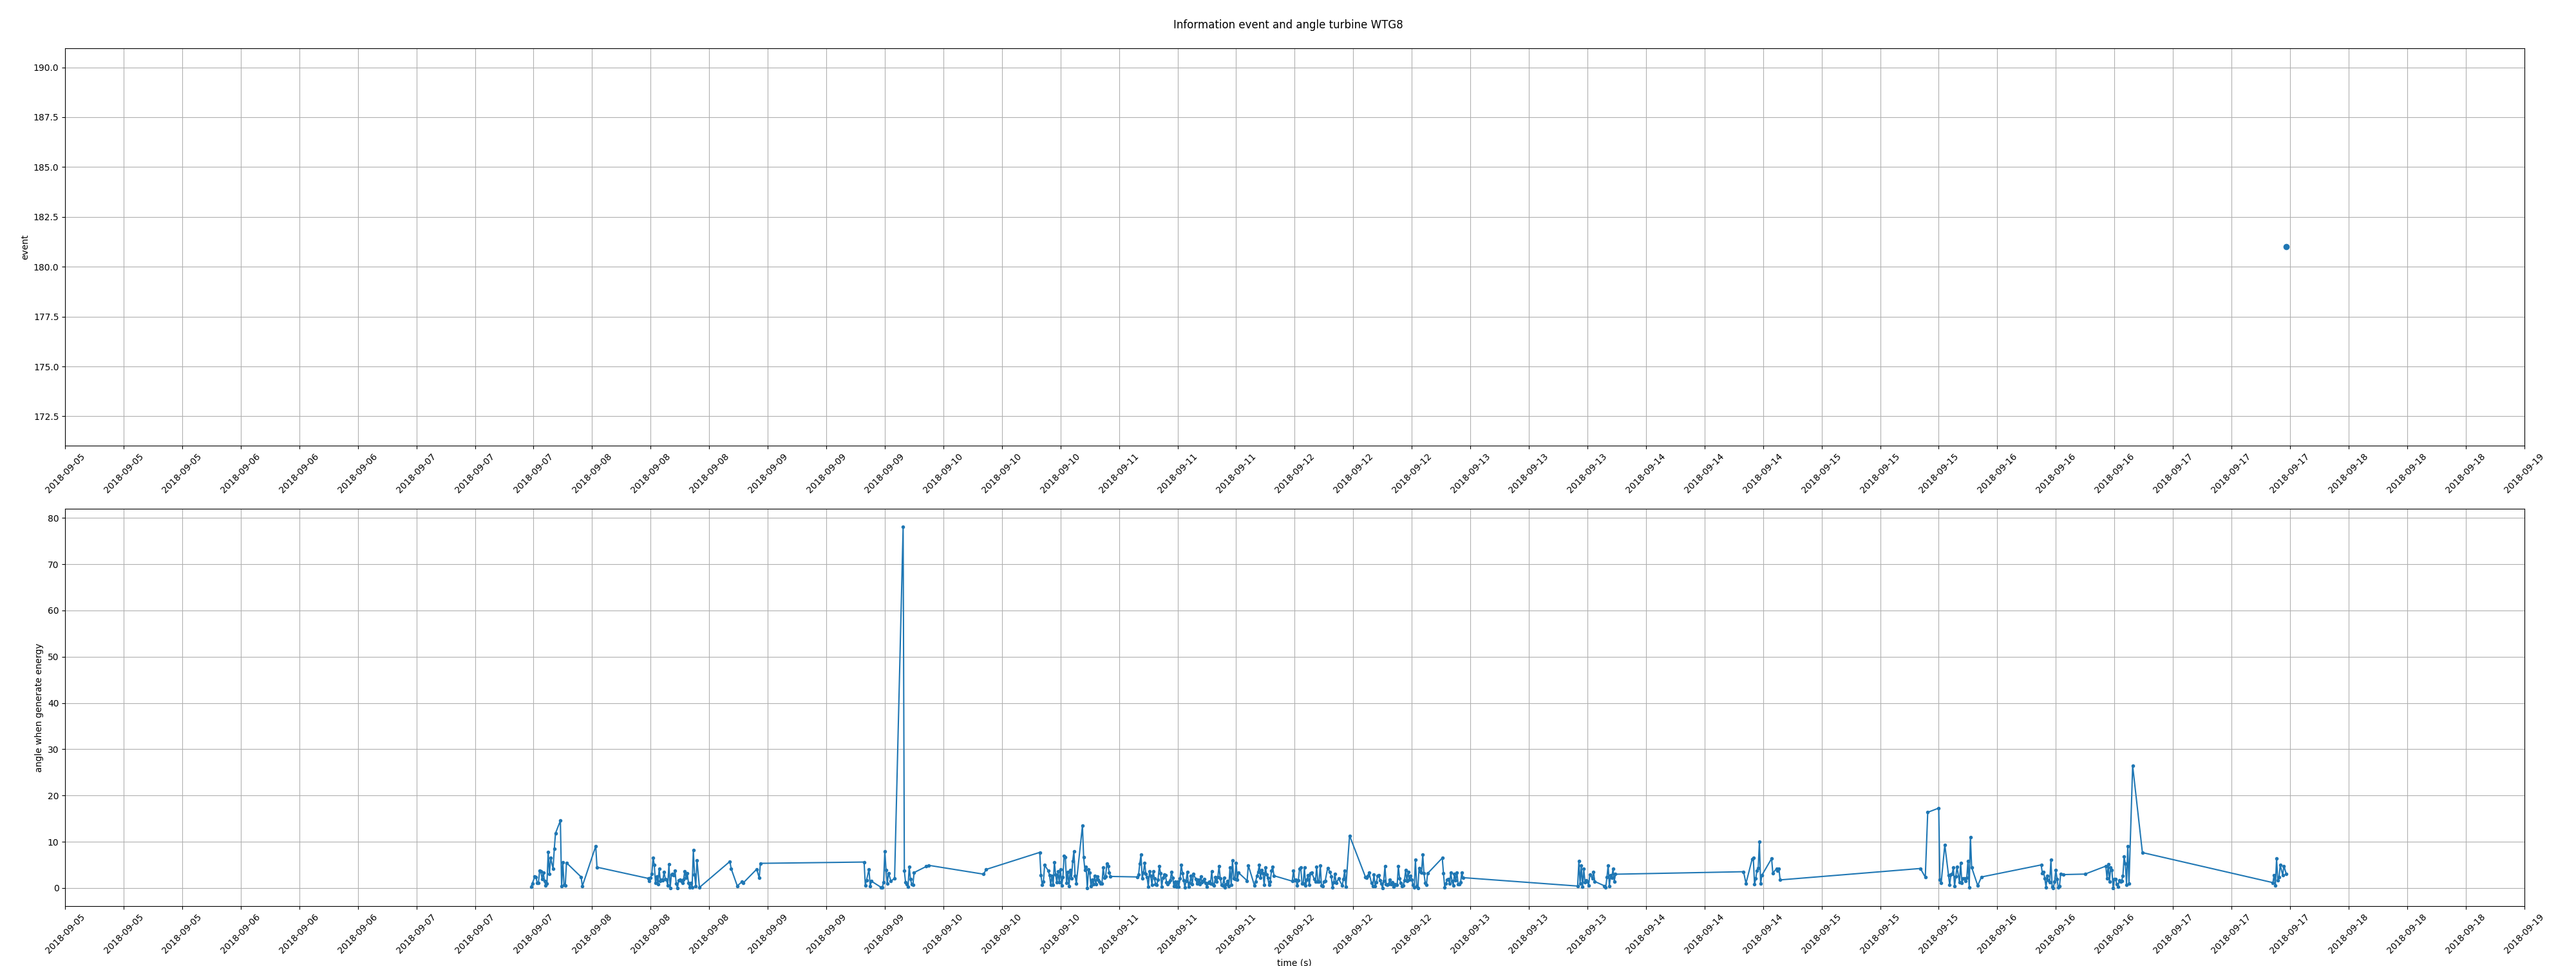 Information event and angle turbine WTG8
190.0
187.5
185.0
182.5
180.0
177.5
175.0
172.5
event
2018-09-05 2018-09-05 2018-09-05 2018-09-06 2018-09-06 2018-09-06 2018-09-07 2018-09-07 2018-09-07 2018-09-08 2018-09-08 2018-09-08 2018-09-09 2018-09-09 2018-09-09 2018-09-10 2018-09-10 2018-09-10 2018-09-11 2018-09-11 2018-09-11 2018-09-12 2018-09-12 2018-09-12 2018-09-13 2018-09-13 2018-09-13 2018-09-14 2018-09-14 2018-09-14 2018-09-15 2018-09-15 2018-09-15 2018-09-16 2018-09-16 2018-09-16 2018-09-17 2018-09-17 2018-09-17 2018-09-18 2018-09-18 2018-09-18 2018-09-19
80
70
60
50
40
30
20
10
0
angle when generate energy
2018-09-05 2018-09-05 2018-09-05 2018-09-06 2018-09-06 2018-09-06 2018-09-07 2018-09-07 2018-09-07 2018-09-08 2018-09-08 2018-09-08 2018-09-09 2018-09-09 2018-09-09 2018-09-10 2018-09-10 2018-09-10 2018-09-11 2018-09-11 2018-09-11 2018-09-12 2018-09-12 2018-09-12 2018-09-13 2018-09-13 2018-09-13 2018-09-14 2018-09-14 2018-09-14 2018-09-15 2018-09-15 2018-09-15 2018-09-16 2018-09-16 2018-09-16 2018-09-17 2018-09-17 2018-09-17 2018-09-18 2018-09-18 2018-09-18 2018-09-19
time (s)